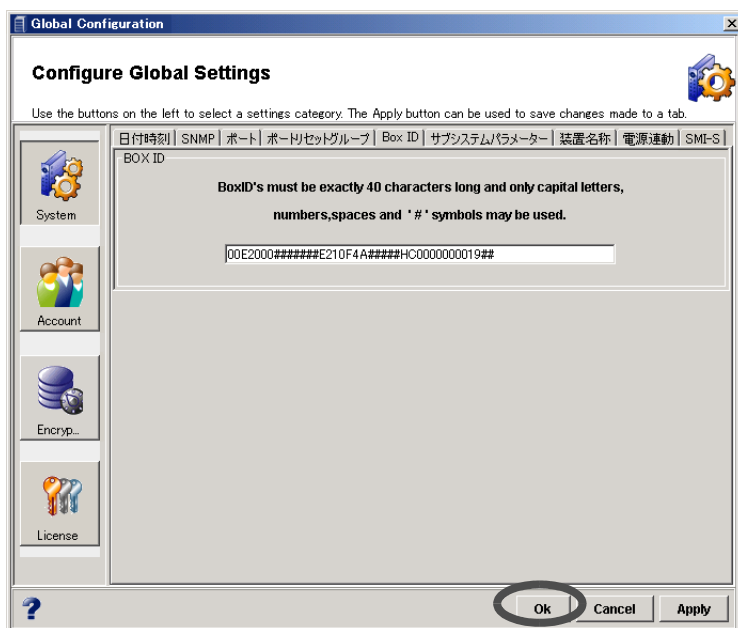 Global Configuration
Configure Global Settings
Use the buttons on the left to select a settings category. The Apply button can be used to save changes made to a tab.
日付時刻 SNMP ポート ポートリセットグループ Box ID サブシステムパラメーター 装置名称 電源連動 SMI-S
BOX ID
BoxID's must be exactly 40 characters long and only capital letters,
numbers,spaces and '#' symbols may be used.
00E2000#######E210F4A#####HC0000000019##
System
Account
Encryp...
License
? Ok Cancel Apply